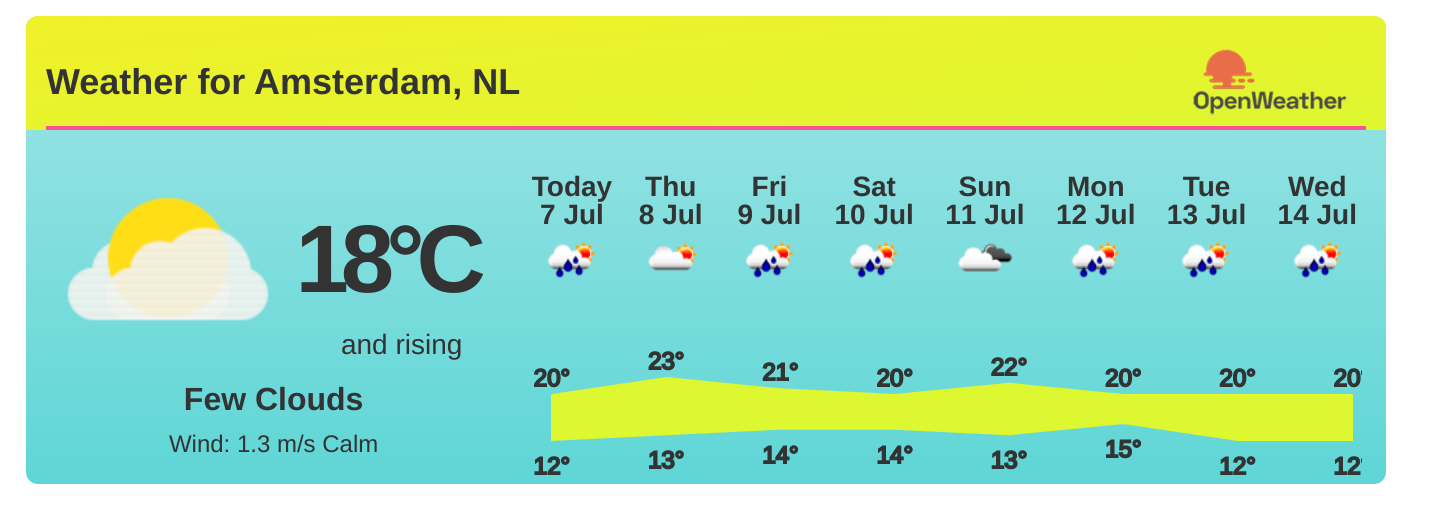 Weather for Amsterdam, NL
OpenWeather
Today Thu Fri Sat Sun Mon Tue Wed
7 Jul 8 Jul 9 Jul 10 Jul 11 Jul 12 Jul 13 Jul 14 Jul
18°C
and rising
Few Clouds
Wind: 1.3 m/s Calm
20° 23° 21° 20° 22° 20° 20° 20°
12° 13° 14° 14° 13° 15° 12° 12°